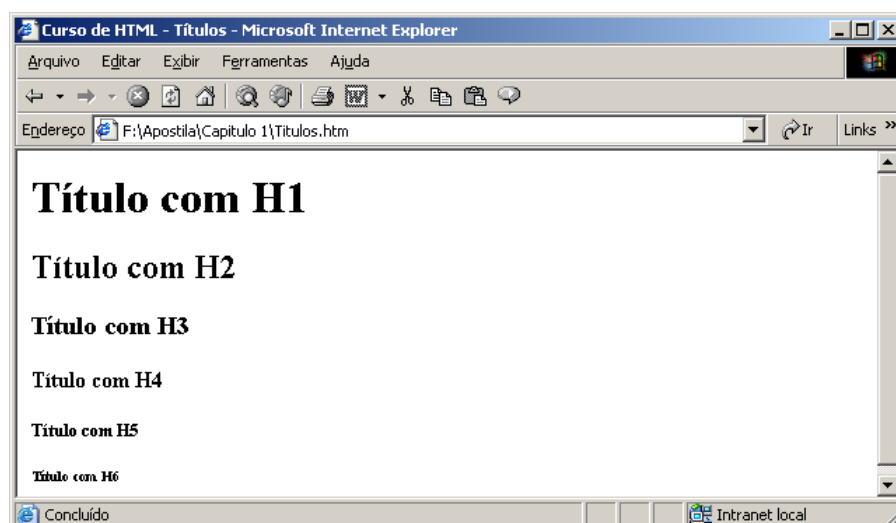 Curso de HTML - Títulos - Microsoft Internet Explorer
Arquivo Editar Exibir Ferramentas Ajuda
Endereço F:\Apostila\Capitulo 1\Titulos.htm Ir Links »
Título com H1
Título com H2
Título com H3
Título com H4
Título com H5
Título com H6
Concluído Intranet local